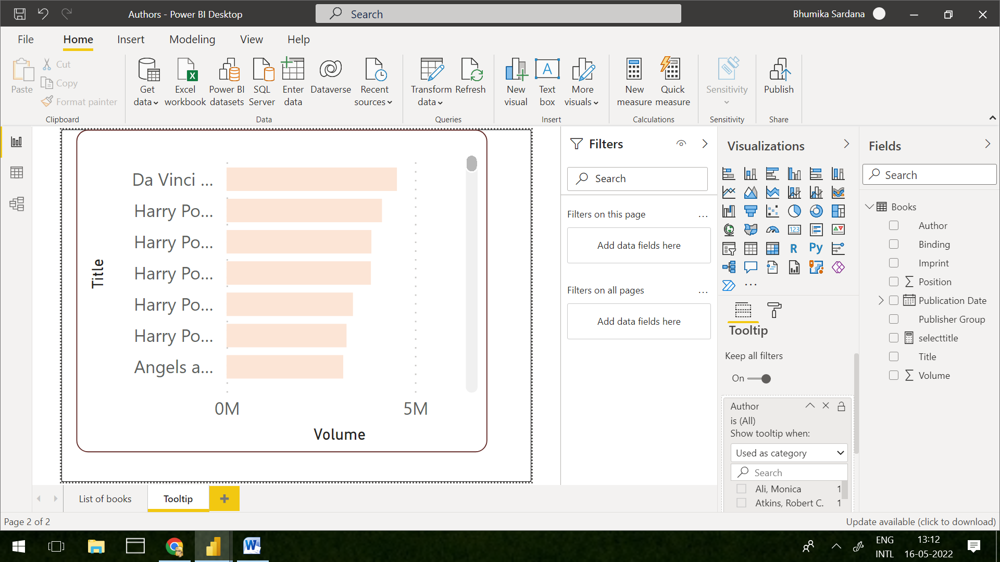 Authors - Power BI Desktop
Search
Bhumika Sardana
File Home Insert Modeling View Help
Paste
Cut
Copy
Format painter
Clipboard
Get data
Excel workbook
Power BI datasets
SQL Server
Enter data
Dataverse
Recent sources
Data
Transform data
Refresh
Queries
New visual
Text box
More visuals
Insert
New measure
Quick measure
Calculations
Sensitivity
Sensitivity
Publish
Share
Title
Da Vinci ...
Harry Po...
Harry Po...
Harry Po...
Harry Po...
Harry Po...
Angels a...
0M 5M
Volume
Filters
Search
Filters on this page ...
Add data fields here
Filters on all pages ...
Add data fields here
Visualizations
123
R Py
...
Tooltip
Keep all filters
On
Author
is (All)
Show tooltip when:
Used as category
Search
Ali, Monica 1
Atkins, Robert C. 1
Fields
Search
Books
Author
Binding
Imprint
Position
Publication Date
Publisher Group
selecttitle
Title
Volume
List of books Tooltip +
Page 2 of 2
Update available (click to download)
ENG
INTL
13:12
16-05-2022